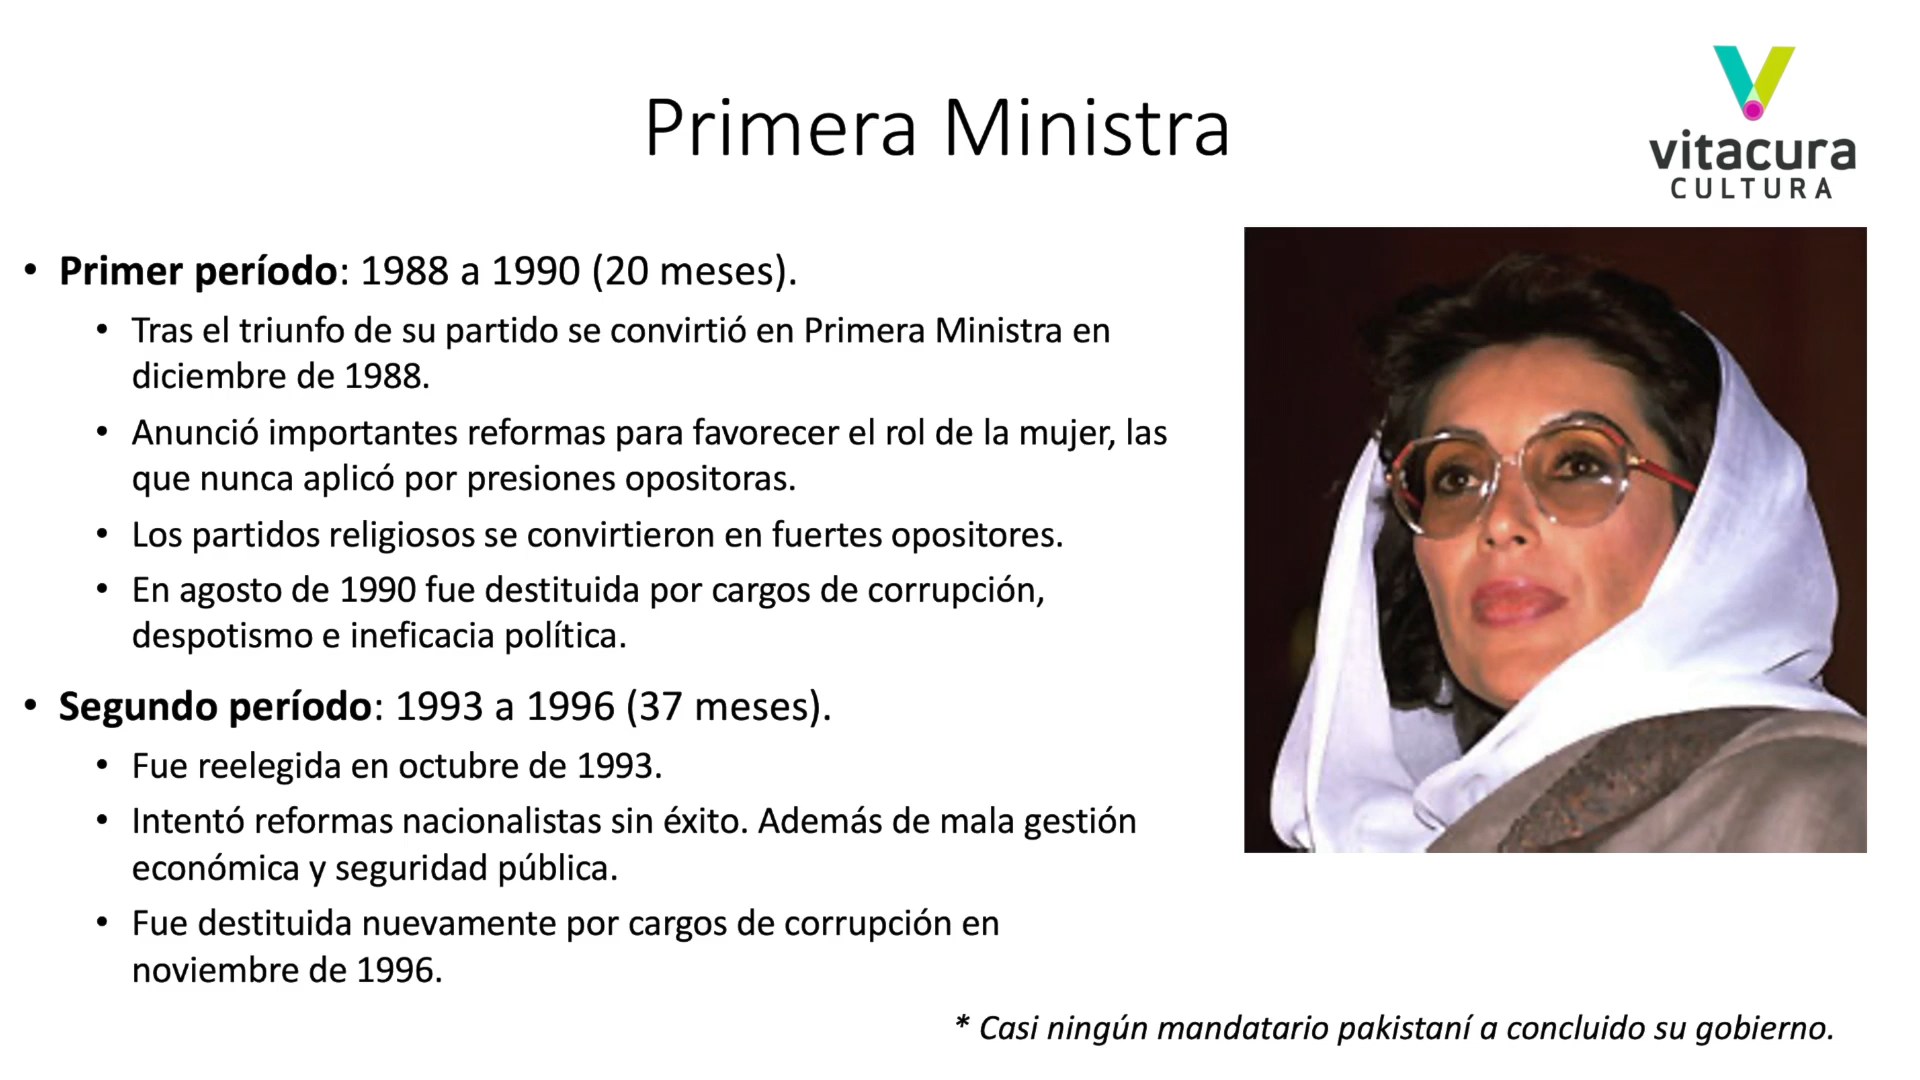 vitacura
CULTURA
Primera Ministra
• Primer período: 1988 a 1990 (20 meses).
• Tras el triunfo de su partido se convirtió en Primera Ministra en
diciembre de 1988.
• Anunció importantes reformas para favorecer el rol de la mujer, las
que nunca aplicó por presiones opositoras.
• Los partidos religiosos se convirtieron en fuertes opositores.
• En agosto de 1990 fue destituida por cargos de corrupción,
despotismo e ineficacia política.
• Segundo período: 1993 a 1996 (37 meses).
• Fue reelegida en octubre de 1993.
• Intentó reformas nacionalistas sin éxito. Además de mala gestión
económica y seguridad pública.
• Fue destituida nuevamente por cargos de corrupción en
noviembre de 1996.
* Casi ningún mandatario pakistaní a concluido su gobierno.